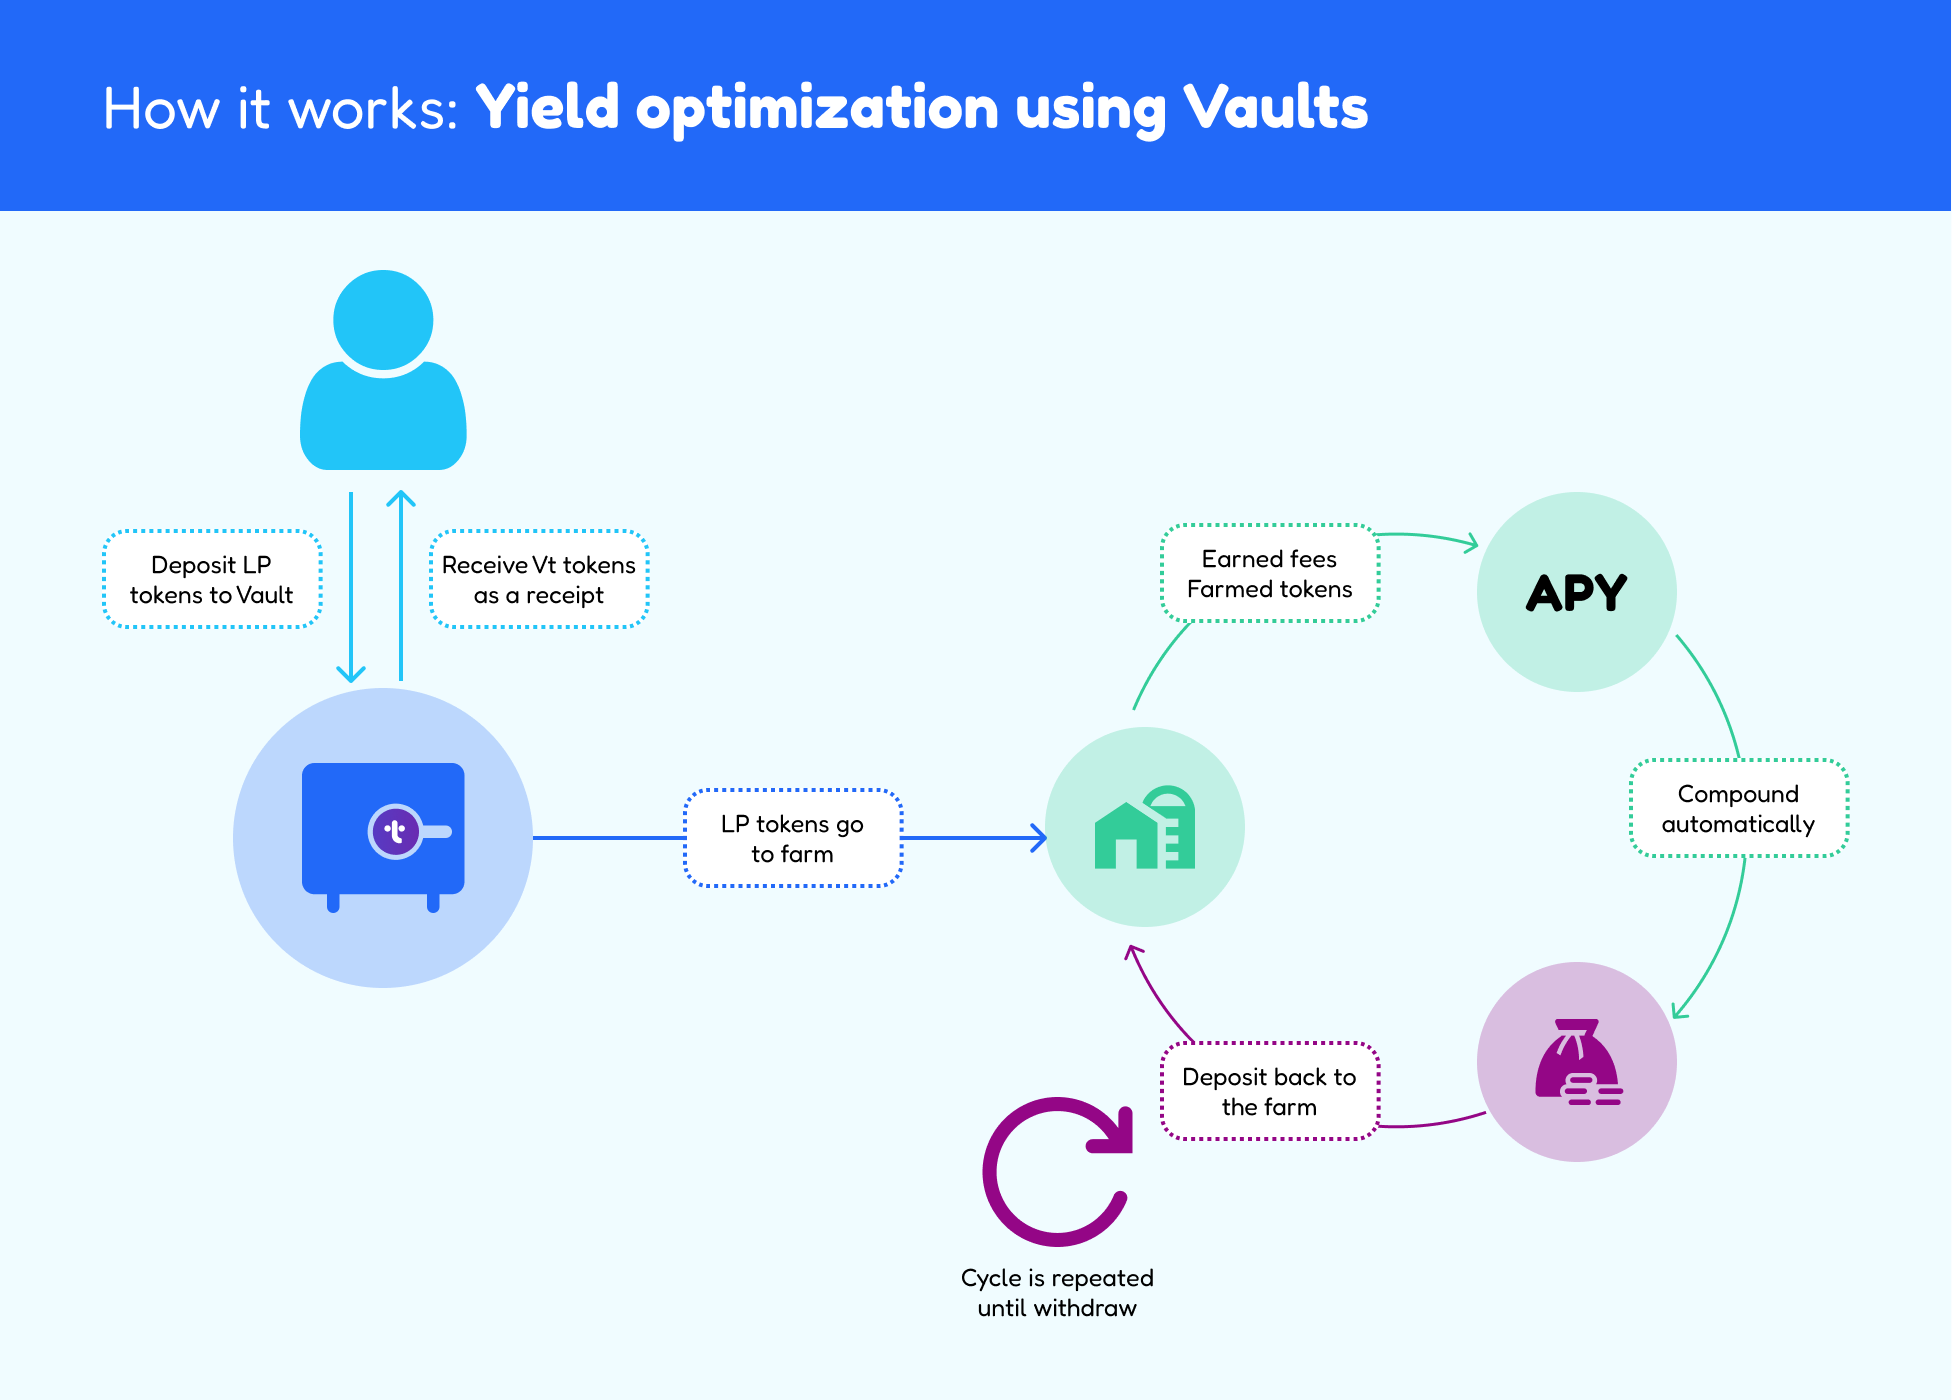 How it works: Yield optimization using Vaults
Deposit LP
tokens to Vault
Receive Vt tokens
as a receipt
LP tokens go
to farm
Earned fees
Farmed tokens
APY
Compound
automatically
Deposit back to
the farm
Cycle is repeated
until withdraw
t